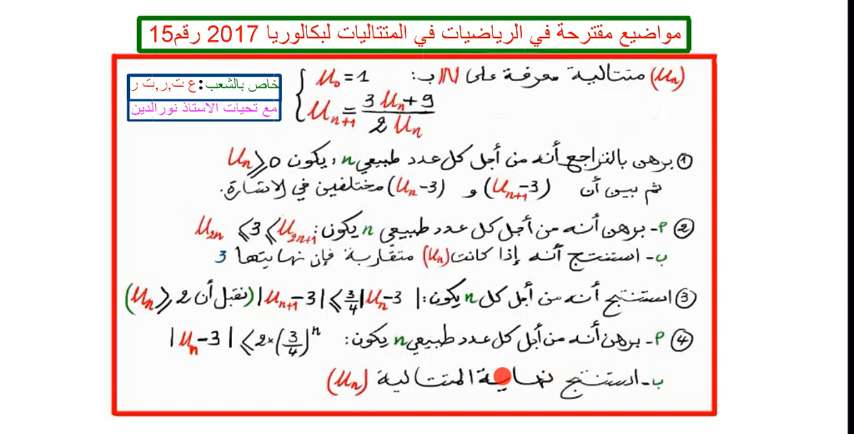 مواضيع مقترحة في الرياضيات في المتتاليات لبكالوريا 2017 رقم15
(Uₙ) متتالية معرفة على ℕ بـ: { U₀ = 1
Uₙ₊₁ = (3Uₙ + 9) / (2Uₙ)
خاص بالشعب: ع ت,ر,ت ر
مع تحيات الاستاذ نورالدين
① برهن بالتراجع أنه من أجل كل عدد طبيعي n، يكون Uₙ ⩾ 0
ثم بين أن (Uₙ₊₁ − 3) و (Uₙ − 3) مختلفين في الاشارة.
② P- برهن أنه من أجل كل عدد طبيعي n يكون: U₂ₙ ⩽ 3 ⩽ U₂ₙ₊₁
ب- استنتج أنه إذا كانت (Uₙ) متقاربة فإن نهايتها 3
③ استنتج أنه من أجل كل n يكون: |Uₙ₊₁ − 3| ⩽ ¾|Uₙ − 3| (نقبل أن Uₙ ⩾ 2)
④ P- برهن أنه من أجل كل عدد طبيعي n يكون: |Uₙ − 3| ⩽ 2 × (¾)ⁿ
ب- استنتج نهاية المتتالية (Uₙ)